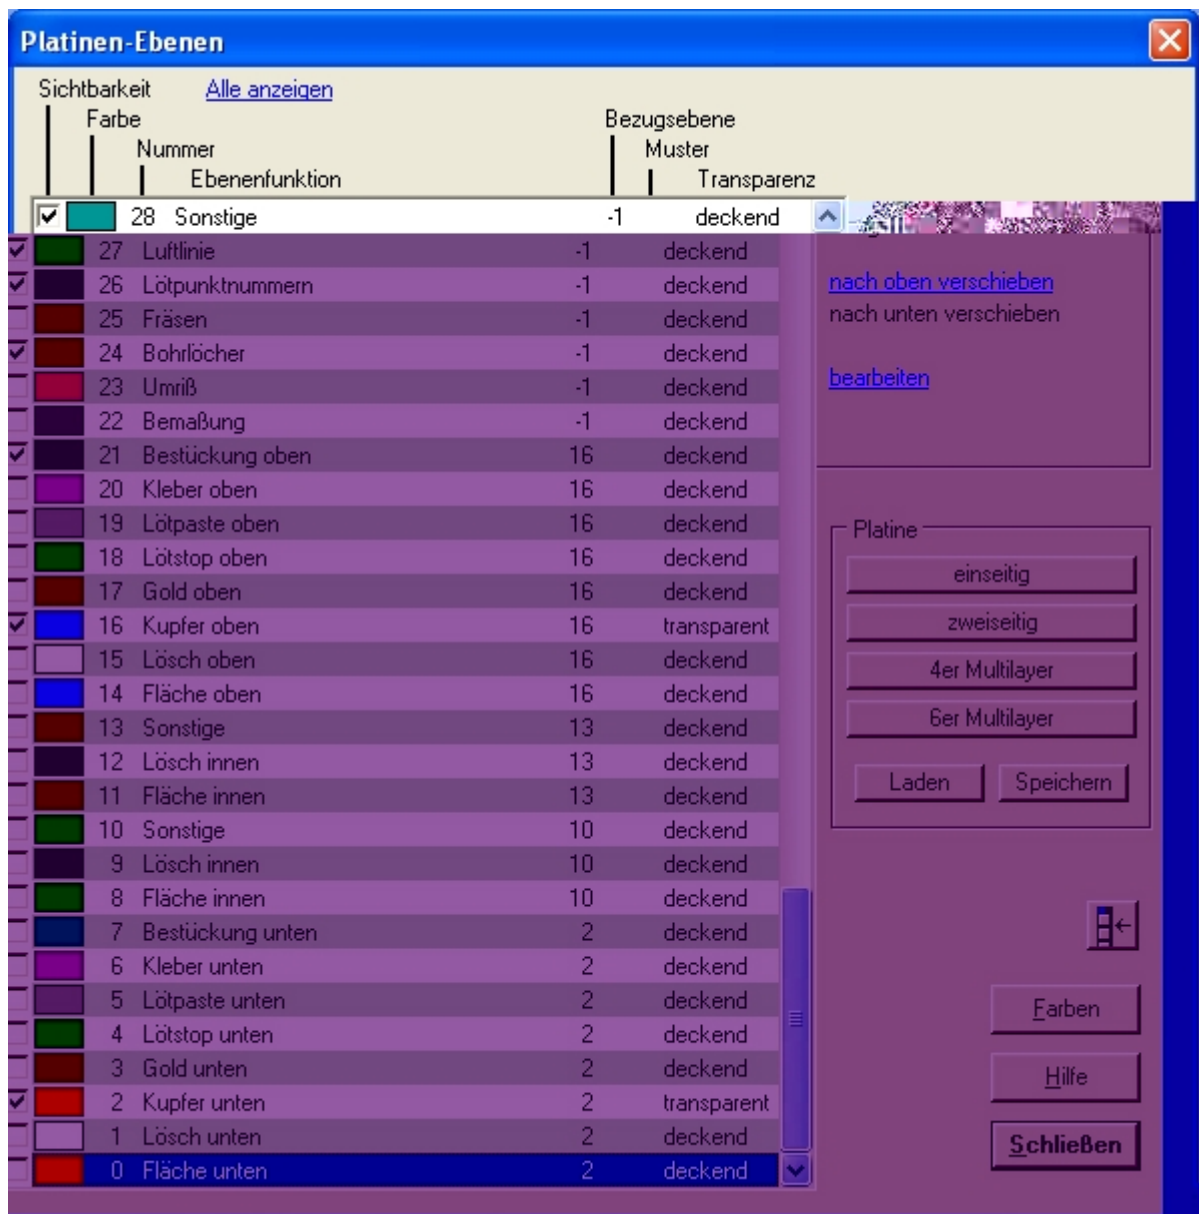 Platinen-Ebenen
Sichtbarkeit Alle anzeigen
Farbe Bezugsebene
Nummer Muster
Ebenenfunktion Transparenz
28 Sonstige -1 deckend
27 Luftlinie -1 deckend
26 Lötpunktnummern -1 deckend
nach oben verschieben
25 Fräsen -1 deckend
nach unten verschieben
24 Bohrlöcher -1 deckend
23 Umriß -1 deckend
bearbeiten
22 Bemaßung -1 deckend
21 Bestückung oben 16 deckend
20 Kleber oben 16 deckend
19 Lötpaste oben 16 deckend
Platine
18 Lötstop oben 16 deckend
einseitig
17 Gold oben 16 deckend
16 Kupfer oben 16 transparent
zweiseitig
15 Lösch oben 16 deckend
4er Multilayer
14 Fläche oben 16 deckend
13 Sonstige 13 deckend
6er Multilayer
12 Lösch innen 13 deckend
Laden Speichern
11 Fläche innen 13 deckend
10 Sonstige 10 deckend
9 Lösch innen 10 deckend
8 Fläche innen 10 deckend
7 Bestückung unten 2 deckend
6 Kleber unten 2 deckend
5 Lötpaste unten 2 deckend
Farben
4 Lötstop unten 2 deckend
3 Gold unten 2 deckend
Hilfe
2 Kupfer unten 2 transparent
1 Lösch unten 2 deckend
Schließen
0 Fläche unten 2 deckend